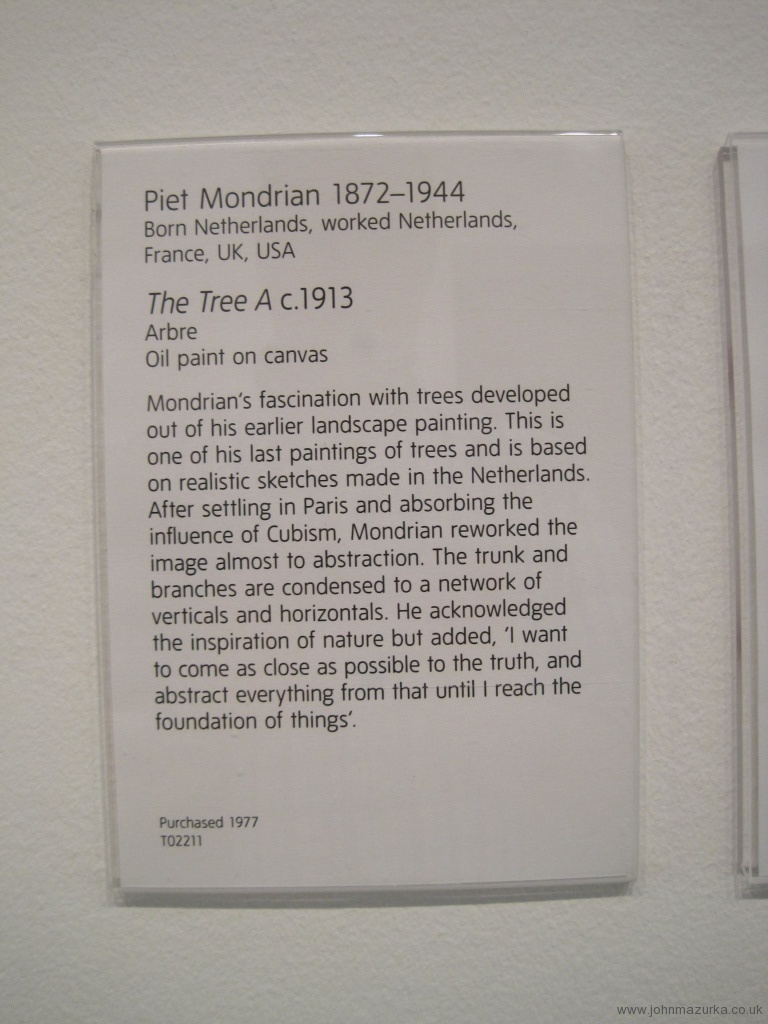 Piet Mondrian 1872–1944
Born Netherlands, worked Netherlands,
France, UK, USA
The Tree A c.1913
Arbre
Oil paint on canvas
Mondrian's fascination with trees developed
out of his earlier landscape painting. This is
one of his last paintings of trees and is based
on realistic sketches made in the Netherlands.
After settling in Paris and absorbing the
influence of Cubism, Mondrian reworked the
image almost to abstraction. The trunk and
branches are condensed to a network of
verticals and horizontals. He acknowledged
the inspiration of nature but added, 'I want
to come as close as possible to the truth, and
abstract everything from that until I reach the
foundation of things'.
Purchased 1977
T02211
www.johnmazurka.co.uk